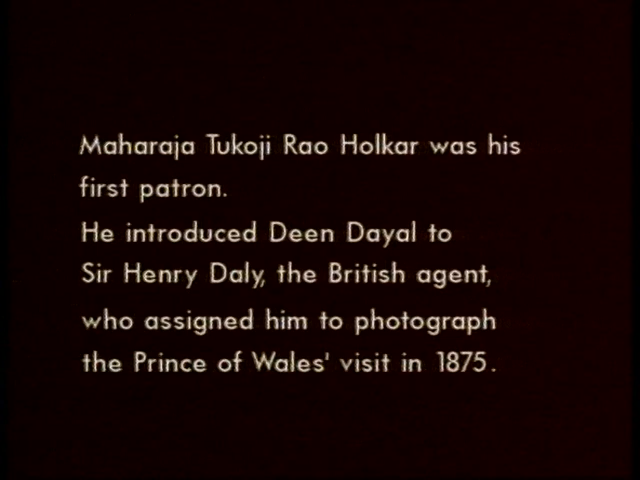 Maharaja Tukoji Rao Holkar was his
first patron.
He introduced Deen Dayal to
Sir Henry Daly, the British agent,
who assigned him to photograph
the Prince of Wales' visit in 1875.